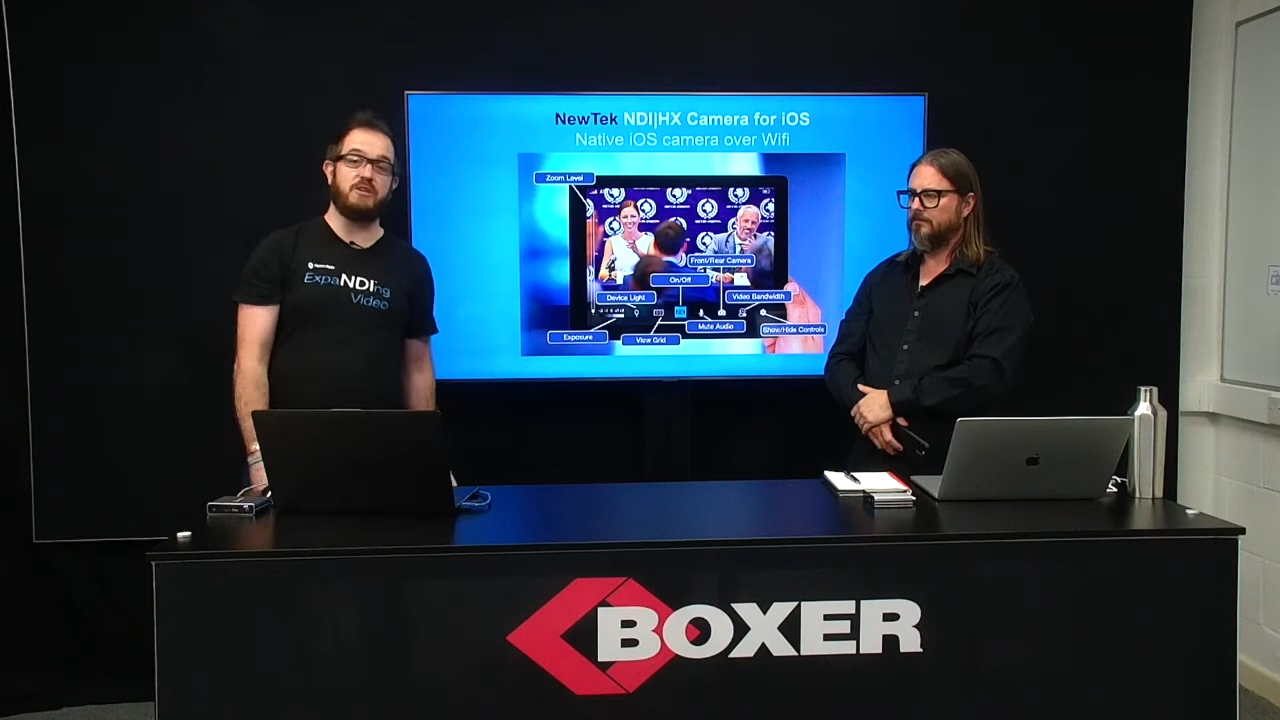 NewTek NDI|HX Camera for iOS
Native iOS camera over Wifi
Zoom Level
Front/Rear Camera
On/Off
Device Light
Video Bandwidth
NDI
Mute Audio
Show/Hide Controls
Exposure
View Grid
ExpaNDIng
Video
BOXER